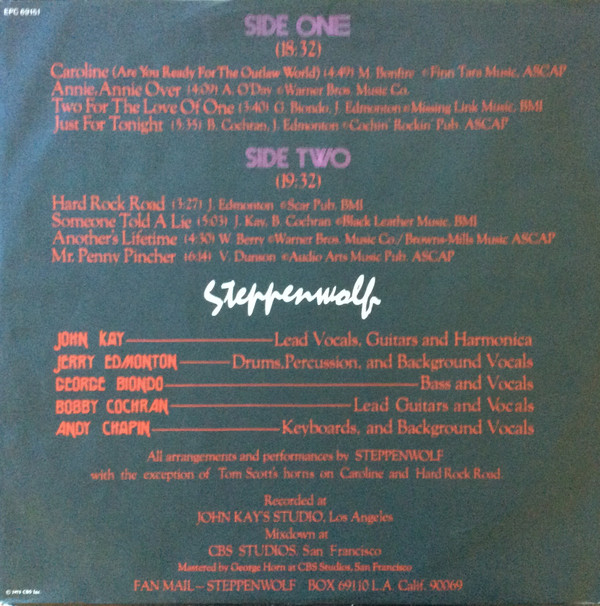 EPC 69151
SIDE ONE
(18:32)
Caroline (Are You Ready For The Outlaw World) (4:49) M. Bonfire ©Finn Tara Music, ASCAP
Annie, Annie Over (4:09) A. O'Day ©Warner Bros. Music Co.
Two For The Love Of One (3:40) G. Biondo, J. Edmonton ©Missing Link Music, BMI
Just For Tonight (5:35) B. Cochran, J. Edmonton ©Cochin' Rockin' Pub. ASCAP
SIDE TWO
(19:32)
Hard Rock Road (3:27) J. Edmonton ©Scar Pub. BMI
Someone Told A Lie (5:03) J. Kay, B. Cochran ©Black Leather Music, BMI
Another's Lifetime (4:30) W. Berry ©Warner Bros. Music Co./Browns-Mills Music ASCAP
Mr. Penny Pincher (6:14) V. Dunson ©Audio Arts Music Pub. ASCAP
Steppenwolf
JOHN KAY Lead Vocals, Guitars and Harmonica
JERRY EDMONTON Drums,Percussion, and Background Vocals
GEORGE BIONDO Bass and Vocals
BOBBY COCHRAN Lead Guitars and Vocals
ANDY CHAPIN Keyboards, and Background Vocals
All arrangements and performances by STEPPENWOLF
with the exception of Tom Scott's horns on Caroline and Hard Rock Road.
Recorded at
JOHN KAY'S STUDIO, Los Angeles
Mixdown at
CBS STUDIOS, San Francisco
Mastered by George Horn at CBS Studios, San Francisco
FAN MAIL— STEPPENWOLF BOX 69110 L.A. Calif. 90069
CBS Inc.